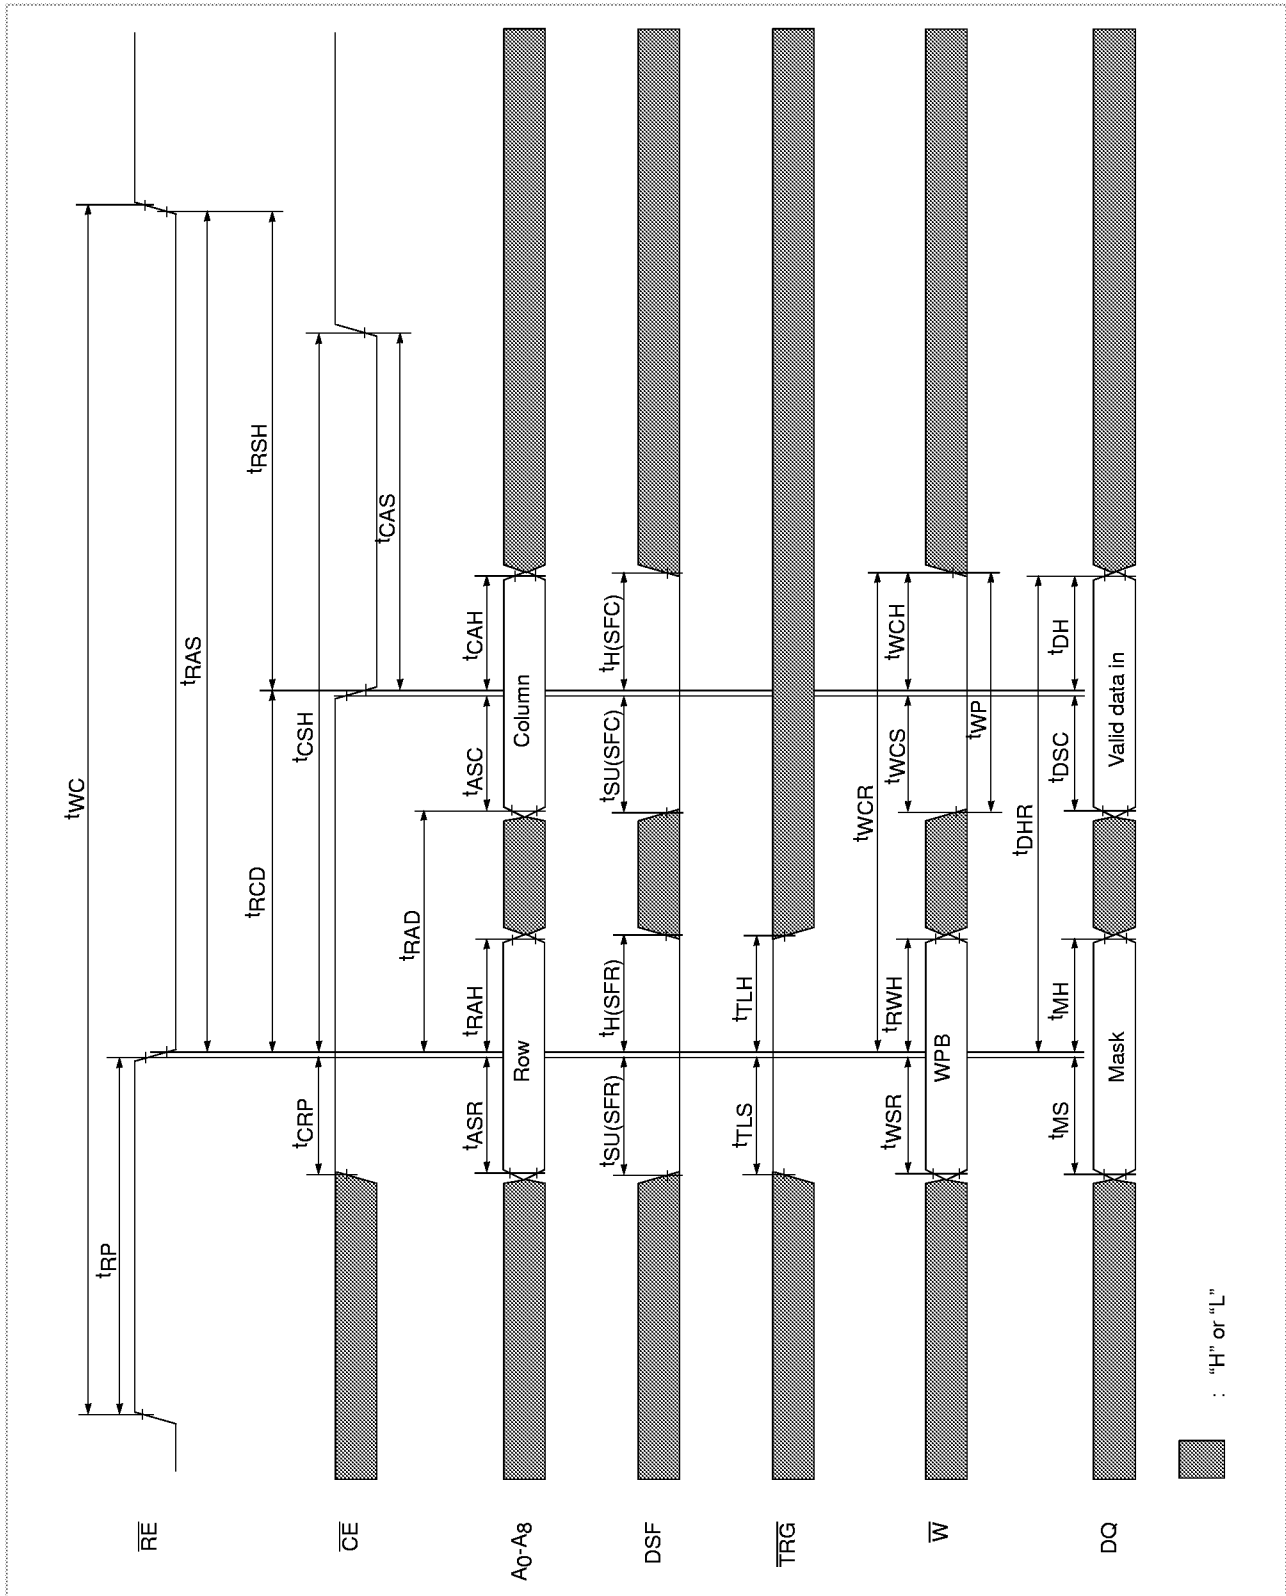 tWC
tRP
tRAS
RE
tRCD
tRSH
tCRP
tCSH
CE
tCAS
tRAD
tASR
tRAH
tASC
tCAH
A0-A8
Row
Column
tSU(SFR)
tH(SFR)
tSU(SFC)
tH(SFC)
DSF
tTLS
tTLH
TRG
tWCR
tWSR
tRWH
tWCS
tWCH
W
WPB
tWP
tDHR
tMS
tMH
tDSC
tDH
DQ
Mask
Valid data in
: “H” or “L”